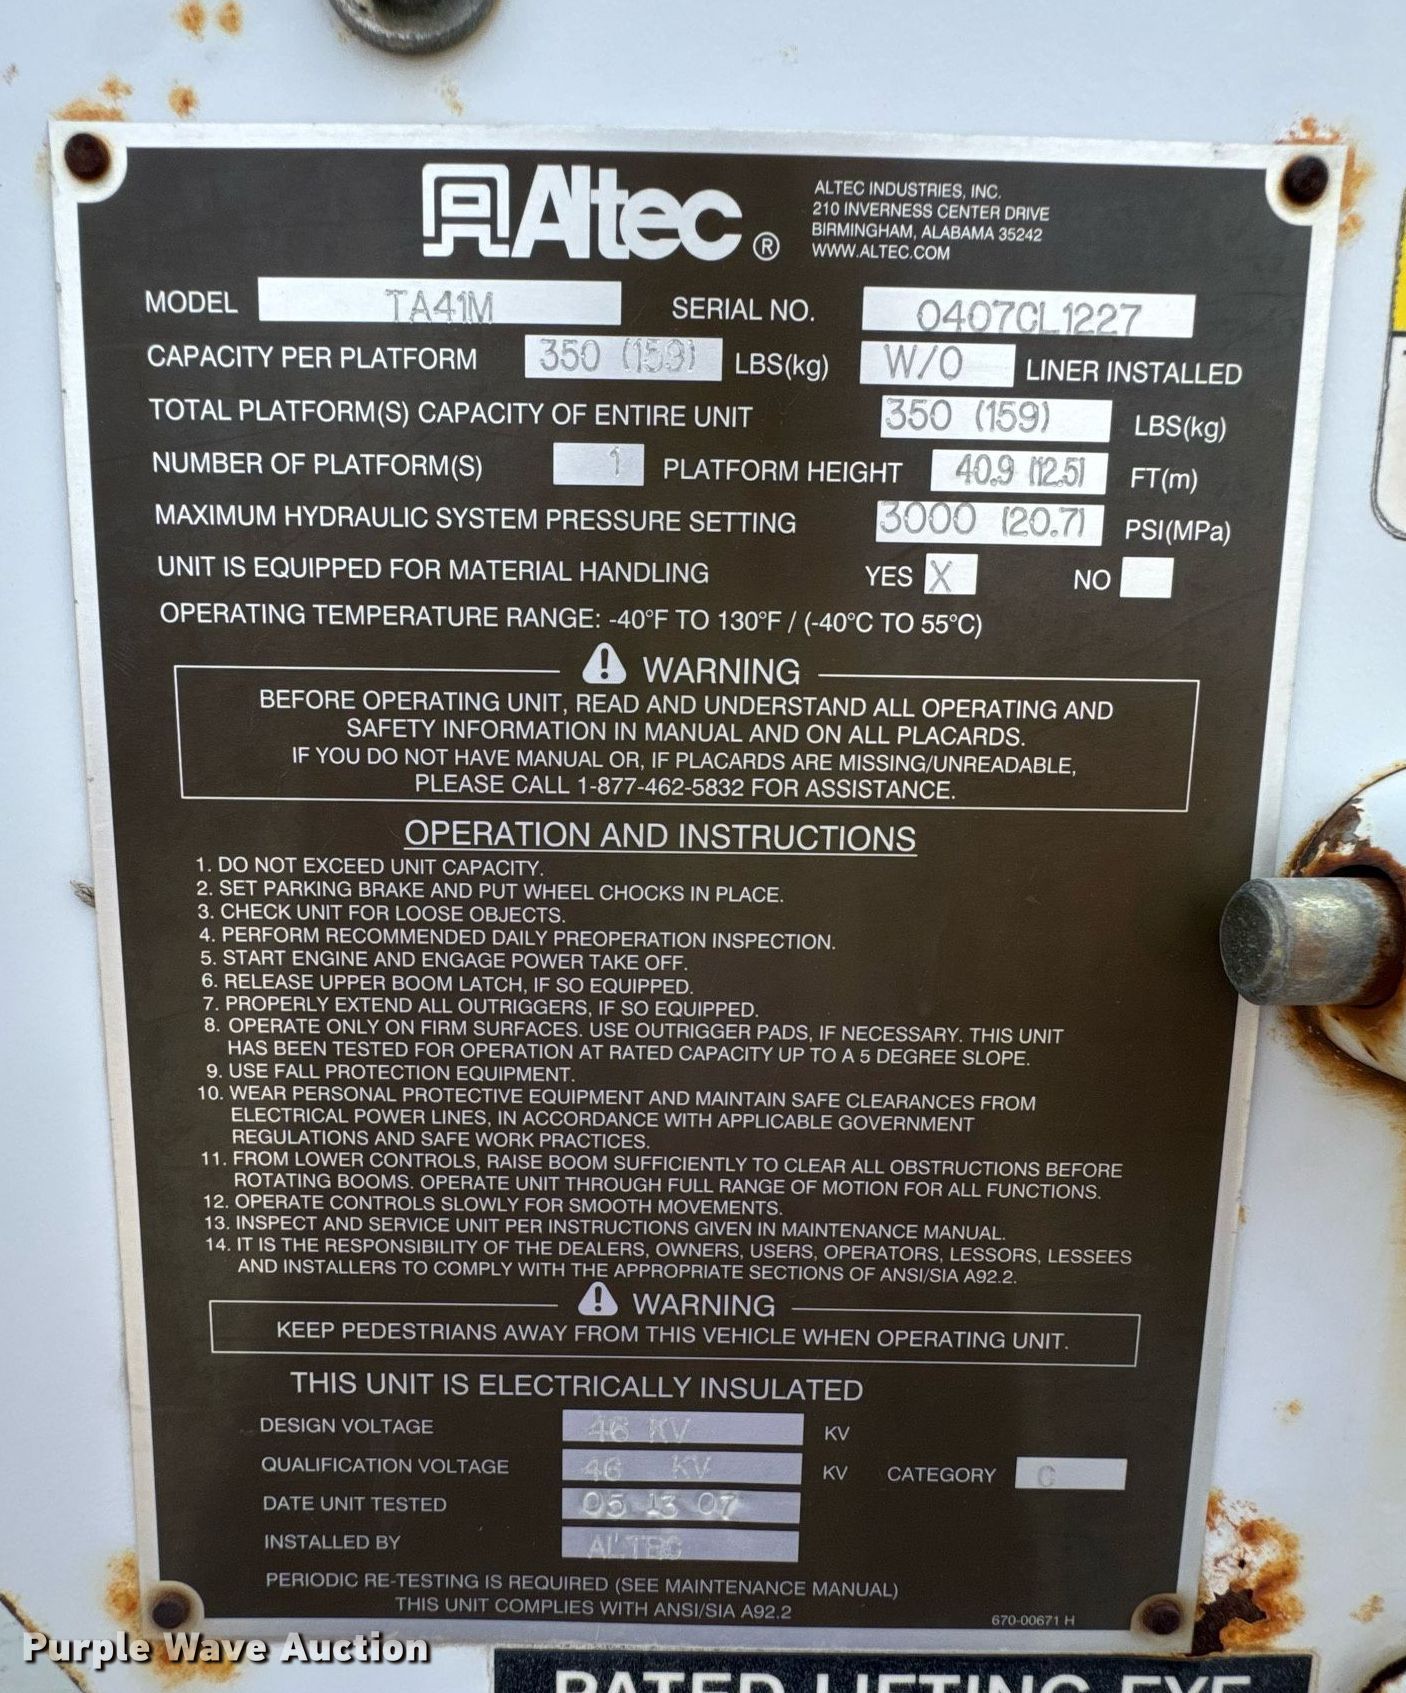 Altec ®
ALTEC INDUSTRIES, INC.
210 INVERNESS CENTER DRIVE
BIRMINGHAM, ALABAMA 35242
WWW.ALTEC.COM
MODEL TA41M SERIAL NO. 0407CL1227
CAPACITY PER PLATFORM 350 (159) LBS(kg) W/O LINER INSTALLED
TOTAL PLATFORM(S) CAPACITY OF ENTIRE UNIT 350 (159) LBS(kg)
NUMBER OF PLATFORM(S) 1 PLATFORM HEIGHT 40.9 (12.5) FT(m)
MAXIMUM HYDRAULIC SYSTEM PRESSURE SETTING 3000 (20.7) PSI(MPa)
UNIT IS EQUIPPED FOR MATERIAL HANDLING YES X NO
OPERATING TEMPERATURE RANGE: -40°F TO 130°F / (-40°C TO 55°C)
WARNING
BEFORE OPERATING UNIT, READ AND UNDERSTAND ALL OPERATING AND
SAFETY INFORMATION IN MANUAL AND ON ALL PLACARDS.
IF YOU DO NOT HAVE MANUAL OR, IF PLACARDS ARE MISSING/UNREADABLE,
PLEASE CALL 1-877-462-5832 FOR ASSISTANCE.
OPERATION AND INSTRUCTIONS
1. DO NOT EXCEED UNIT CAPACITY.
2. SET PARKING BRAKE AND PUT WHEEL CHOCKS IN PLACE.
3. CHECK UNIT FOR LOOSE OBJECTS.
4. PERFORM RECOMMENDED DAILY PREOPERATION INSPECTION.
5. START ENGINE AND ENGAGE POWER TAKE OFF.
6. RELEASE UPPER BOOM LATCH, IF SO EQUIPPED.
7. PROPERLY EXTEND ALL OUTRIGGERS, IF SO EQUIPPED.
8. OPERATE ONLY ON FIRM SURFACES. USE OUTRIGGER PADS, IF NECESSARY. THIS UNIT
HAS BEEN TESTED FOR OPERATION AT RATED CAPACITY UP TO A 5 DEGREE SLOPE.
9. USE FALL PROTECTION EQUIPMENT.
10. WEAR PERSONAL PROTECTIVE EQUIPMENT AND MAINTAIN SAFE CLEARANCES FROM
ELECTRICAL POWER LINES, IN ACCORDANCE WITH APPLICABLE GOVERNMENT
REGULATIONS AND SAFE WORK PRACTICES.
11. FROM LOWER CONTROLS, RAISE BOOM SUFFICIENTLY TO CLEAR ALL OBSTRUCTIONS BEFORE
ROTATING BOOMS. OPERATE UNIT THROUGH FULL RANGE OF MOTION FOR ALL FUNCTIONS.
12. OPERATE CONTROLS SLOWLY FOR SMOOTH MOVEMENTS.
13. INSPECT AND SERVICE UNIT PER INSTRUCTIONS GIVEN IN MAINTENANCE MANUAL.
14. IT IS THE RESPONSIBILITY OF THE DEALERS, OWNERS, USERS, OPERATORS, LESSORS, LESSEES
AND INSTALLERS TO COMPLY WITH THE APPROPRIATE SECTIONS OF ANSI/SIA A92.2.
WARNING
KEEP PEDESTRIANS AWAY FROM THIS VEHICLE WHEN OPERATING UNIT.
THIS UNIT IS ELECTRICALLY INSULATED
DESIGN VOLTAGE 46 KV KV
QUALIFICATION VOLTAGE 46 KV KV CATEGORY C
DATE UNIT TESTED 05 13 07
INSTALLED BY ALTEC
PERIODIC RE-TESTING IS REQUIRED (SEE MAINTENANCE MANUAL)
THIS UNIT COMPLIES WITH ANSI/SIA A92.2
670-00671 H
Purple Wave Auction
RATED LIFTING EYE